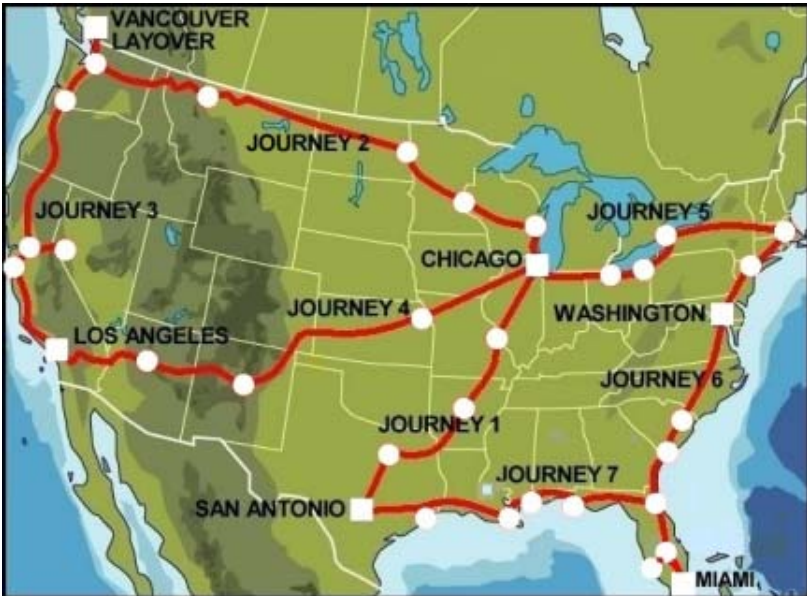 VANCOUVER
LAYOVER
JOURNEY 2
JOURNEY 3
JOURNEY 5
CHICAGO
JOURNEY 4
WASHINGTON
LOS ANGELES
JOURNEY 6
JOURNEY 1
JOURNEY 7
SAN ANTONIO
MIAMI